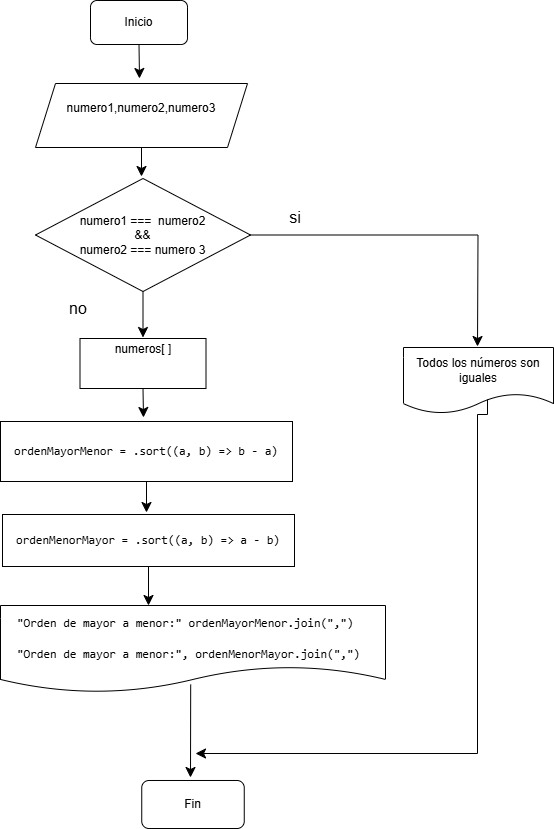 Inicio
numero1,numero2,numero3
numero1 ===  numero2
&&
numero2 === numero 3
si
no
numeros[ ]
Todos los números son
iguales
ordenMayorMenor = .sort((a, b) => b - a)
ordenMenorMayor = .sort((a, b) => a - b)
"Orden de mayor a menor:" ordenMayorMenor.join(",")
"Orden de mayor a menor:", ordenMenorMayor.join(",")
Fin